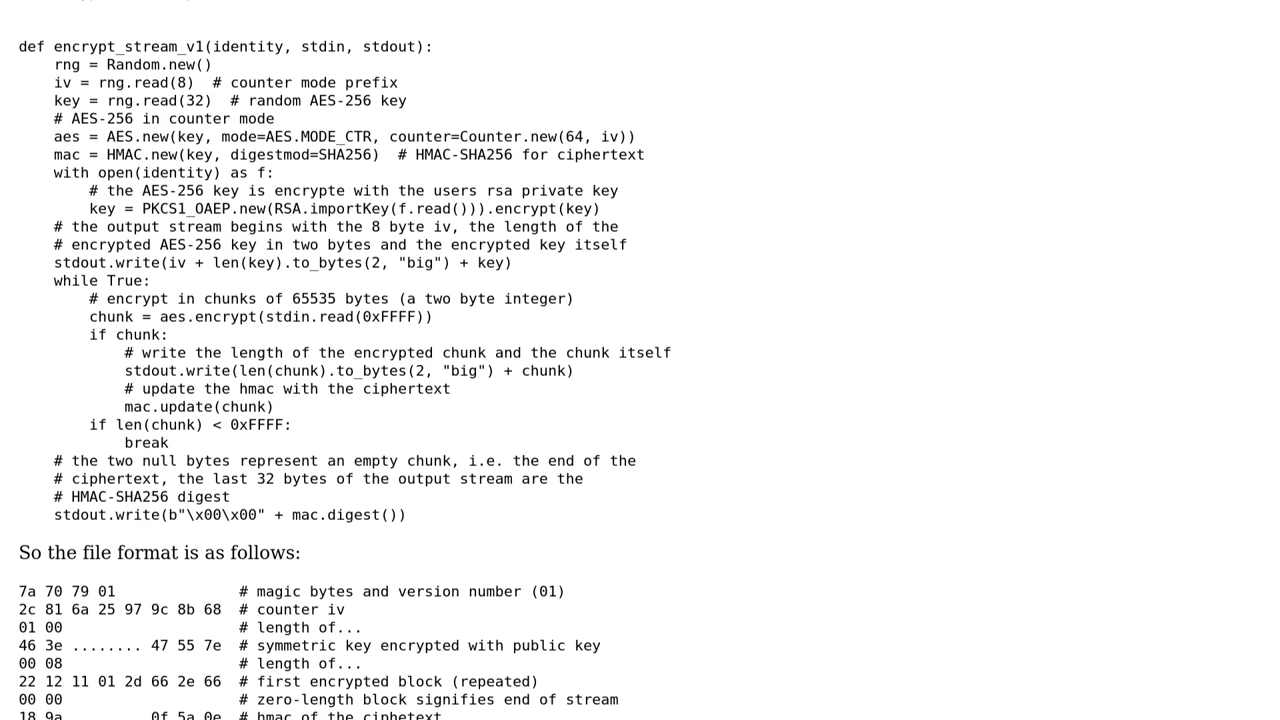 def encrypt_stream_v1(identity, stdin, stdout):
    rng = Random.new()
    iv = rng.read(8)  # counter mode prefix
    key = rng.read(32)  # random AES-256 key
    # AES-256 in counter mode
    aes = AES.new(key, mode=AES.MODE_CTR, counter=Counter.new(64, iv))
    mac = HMAC.new(key, digestmod=SHA256)  # HMAC-SHA256 for ciphertext
    with open(identity) as f:
        # the AES-256 key is encrypte with the users rsa private key
        key = PKCS1_OAEP.new(RSA.importKey(f.read())).encrypt(key)
    # the output stream begins with the 8 byte iv, the length of the
    # encrypted AES-256 key in two bytes and the encrypted key itself
    stdout.write(iv + len(key).to_bytes(2, "big") + key)
    while True:
        # encrypt in chunks of 65535 bytes (a two byte integer)
        chunk = aes.encrypt(stdin.read(0xFFFF))
        if chunk:
            # write the length of the encrypted chunk and the chunk itself
            stdout.write(len(chunk).to_bytes(2, "big") + chunk)
            # update the hmac with the ciphertext
            mac.update(chunk)
        if len(chunk) < 0xFFFF:
            break
    # the two null bytes represent an empty chunk, i.e. the end of the
    # ciphertext, the last 32 bytes of the output stream are the
    # HMAC-SHA256 digest
    stdout.write(b"\x00\x00" + mac.digest())
So the file format is as follows:
7a 70 79 01              # magic bytes and version number (01)
2c 81 6a 25 97 9c 8b 68  # counter iv
01 00                    # length of...
46 3e ........ 47 55 7e  # symmetric key encrypted with public key
00 08                    # length of...
22 12 11 01 2d 66 2e 66  # first encrypted block (repeated)
00 00                    # zero-length block signifies end of stream
18 9a          0f 5a 0e  # hmac of the ciphetext